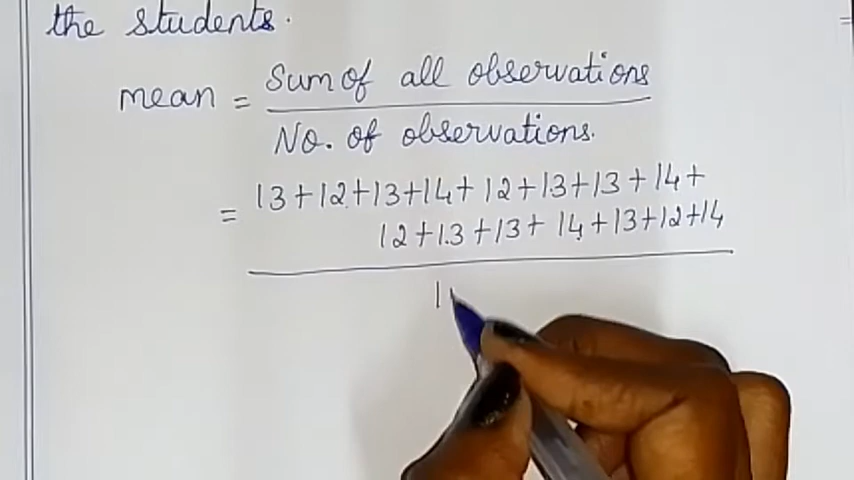 the students.
mean = Sum of all observations
No. of observations.
= 13+12+13+14+12+13+13+14+
12+13+13+14+13+12+14
1